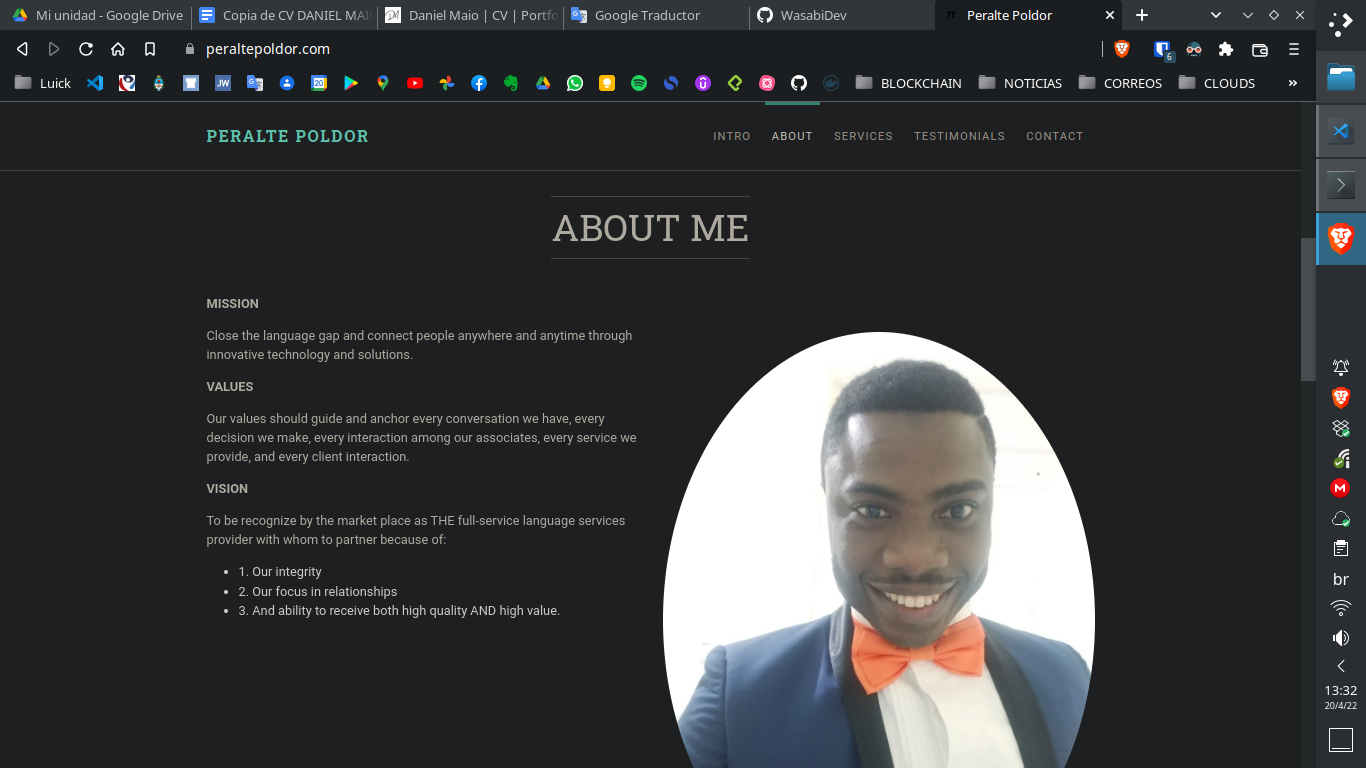 Mi unidad - Google Drive
Copia de CV DANIEL MAI
Daniel Maio | CV | Portfo
Google Traductor
WasabiDev
Peralte Poldor
peraltepoldor.com
6
Luick
JW
20
BLOCKCHAIN
NOTICIAS
CORREOS
CLOUDS
PERALTE POLDOR
INTRO
ABOUT
SERVICES
TESTIMONIALS
CONTACT
ABOUT ME
MISSION
Close the language gap and connect people anywhere and anytime through
innovative technology and solutions.
VALUES
Our values should guide and anchor every conversation we have, every
decision we make, every interaction among our associates, every service we
provide, and every client interaction.
VISION
To be recognize by the market place as THE full-service language services
provider with whom to partner because of:
• 1. Our integrity
• 2. Our focus in relationships
• 3. And ability to receive both high quality AND high value.
M
br
13:32
20/4/22